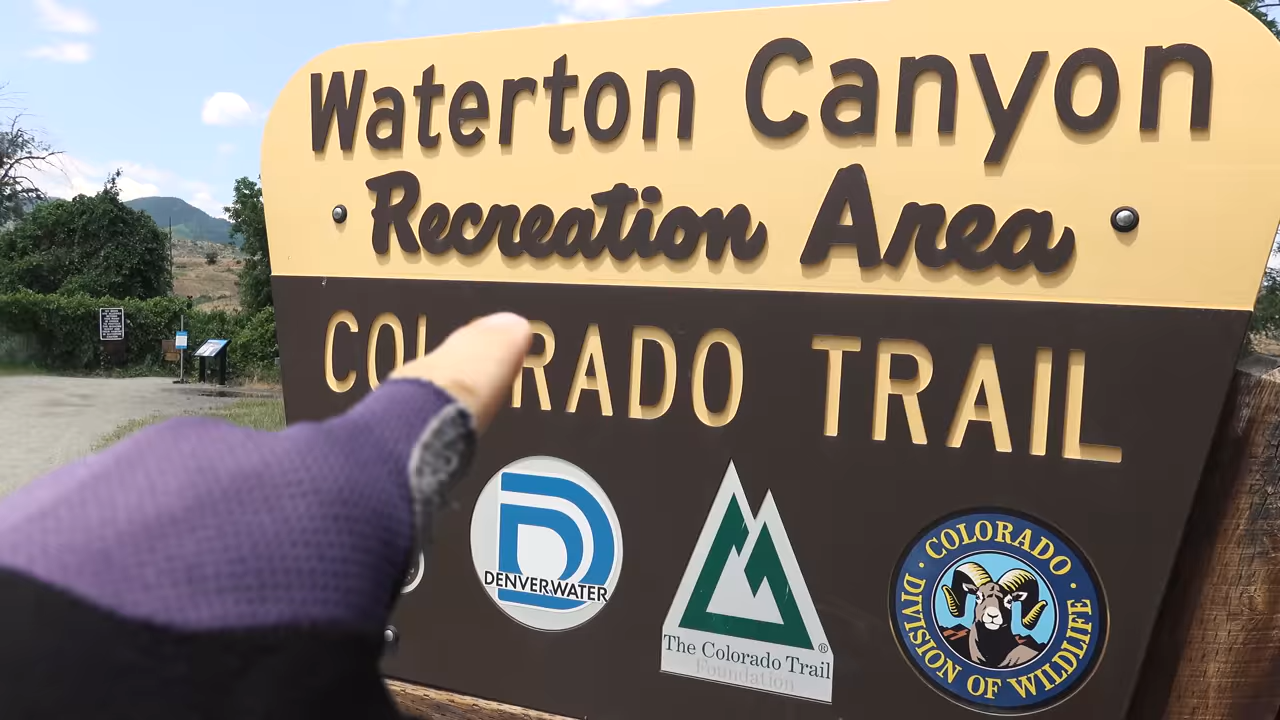 Waterton Canyon
Recreation Area
COLORADO TRAIL
DENVER WATER
The Colorado Trail ®
Foundation
COLORADO
DIVISION OF WILDLIFE